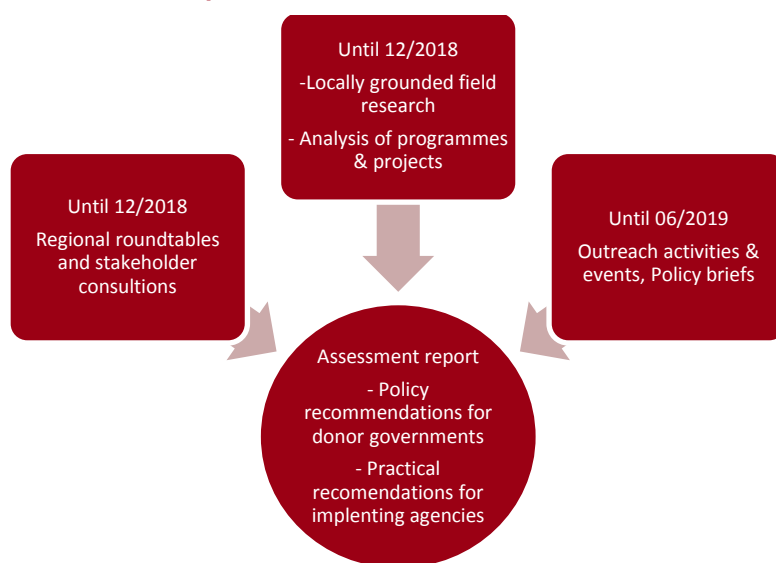 Until 12/2018
-Locally grounded field
research
- Analysis of programmes
& projects
Until 12/2018
Regional roundtables
and stakeholder
consultions
Until 06/2019
Outreach activities &
events, Policy briefs
Assessment report
- Policy
recommendations for
donor governments
- Practical
recomendations for
implenting agencies